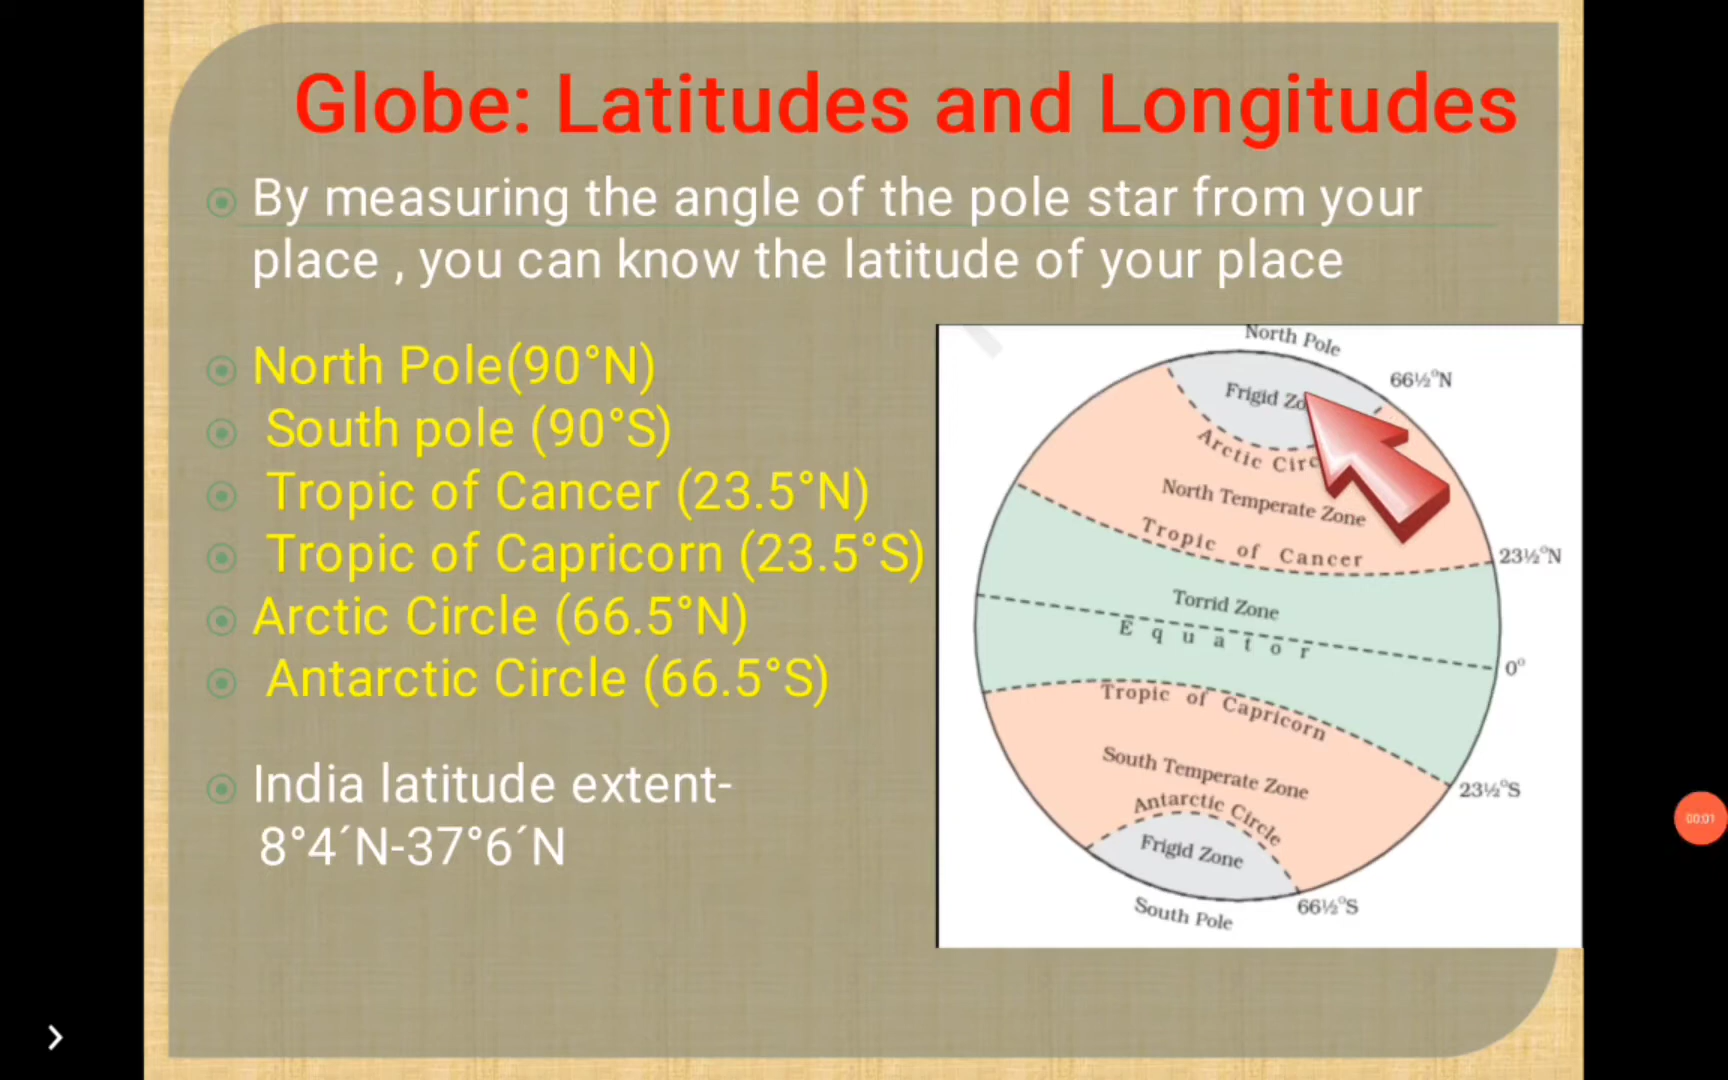 Globe: Latitudes and Longitudes
By measuring the angle of the pole star from your
place , you can know the latitude of your place
North Pole(90°N)
South pole (90°S)
Tropic of Cancer (23.5°N)
Tropic of Capricorn (23.5°S)
Arctic Circle (66.5°N)
Antarctic Circle (66.5°S)
India latitude extent-
8°4´N-37°6´N
North Pole
66½°N
Frigid
Arctic
North Temperate Zone
Tropic of Cancer
23½°N
Torrid Zone
Equator
0°
Tropic of Capricorn
South Temperate Zone
23½°S
Antarctic Circle
Frigid Zone
66½°S
South Pole
00:01